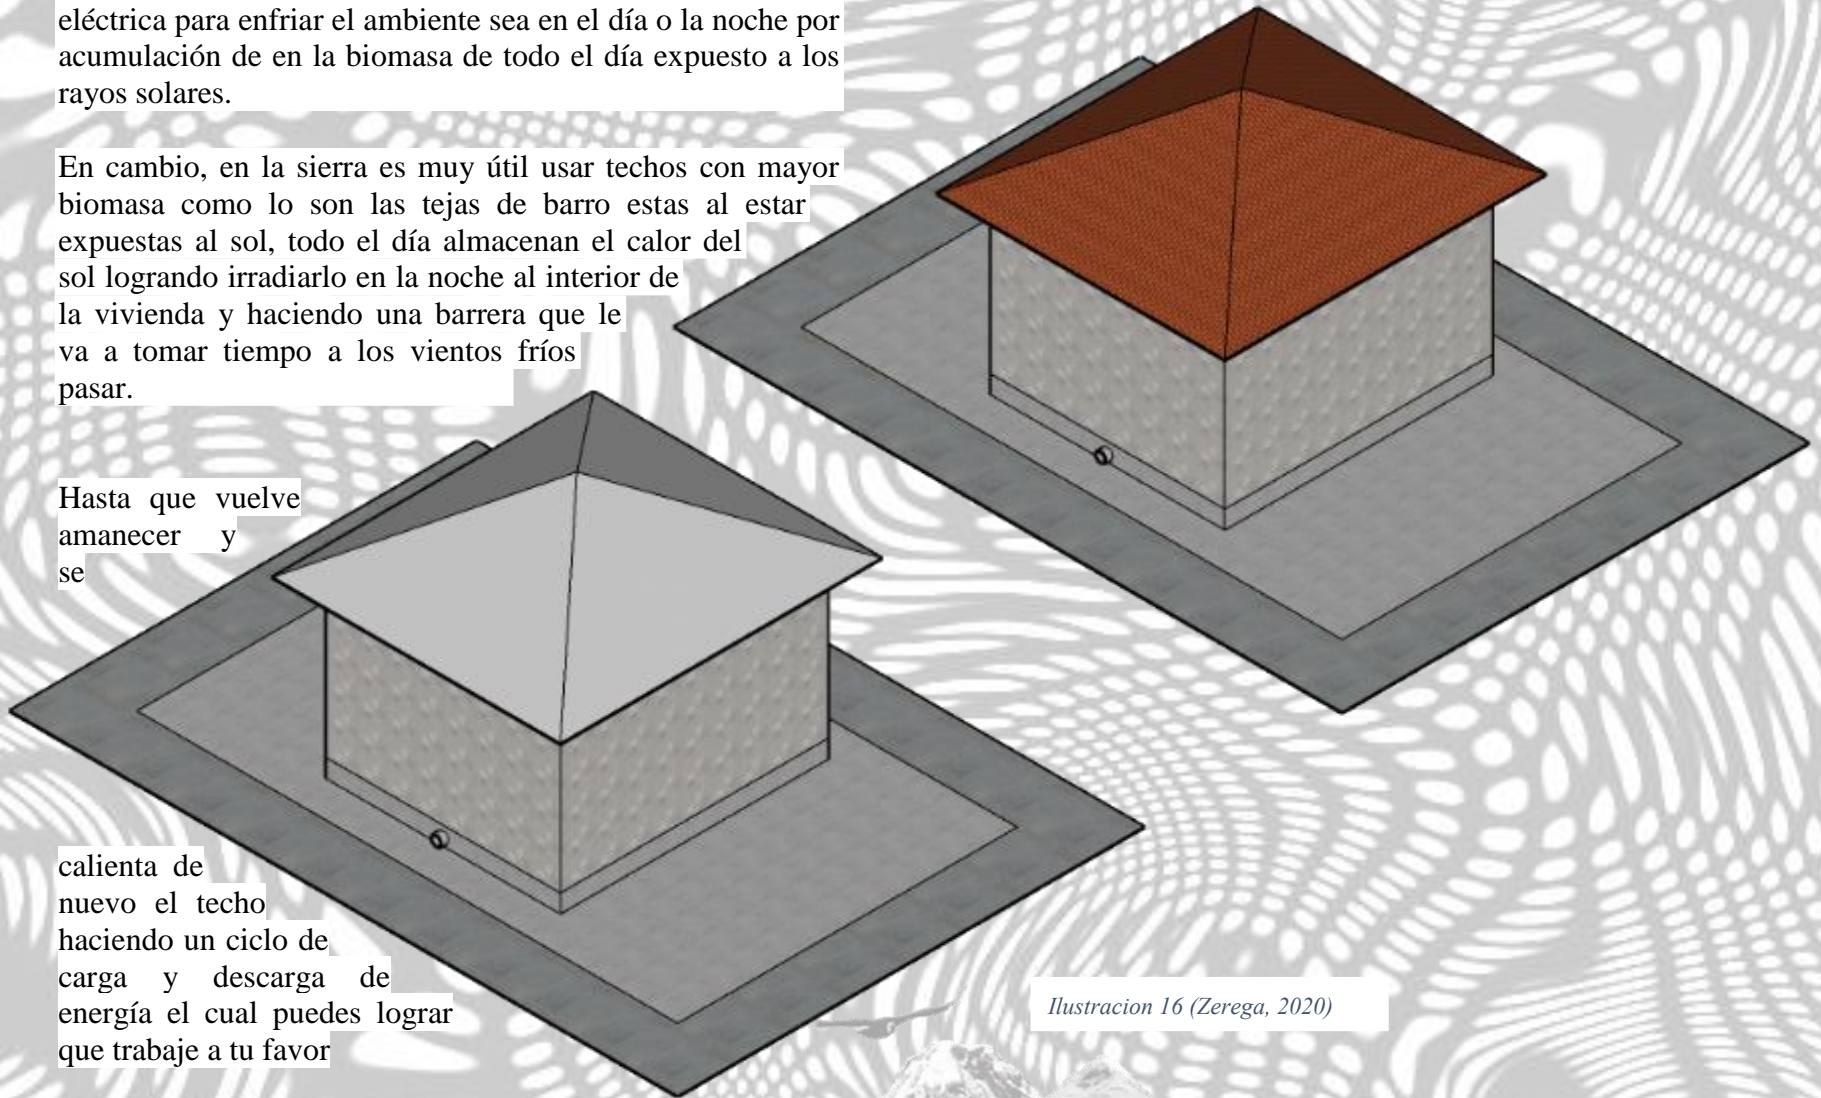 eléctrica para enfriar el ambiente sea en el día o la noche por
acumulación de en la biomasa de todo el día expuesto a los
rayos solares.
En cambio, en la sierra es muy útil usar techos con mayor
biomasa como lo son las tejas de barro estas al estar
expuestas al sol, todo el día almacenan el calor del
sol logrando irradiarlo en la noche al interior de
la vivienda y haciendo una barrera que le
va a tomar tiempo a los vientos fríos
pasar.
Hasta que vuelve
amanecer y
se
calienta de
nuevo el techo
haciendo un ciclo de
carga y descarga de
energía el cual puedes lograr
que trabaje a tu favor
Ilustracion 16 (Zerega, 2020)